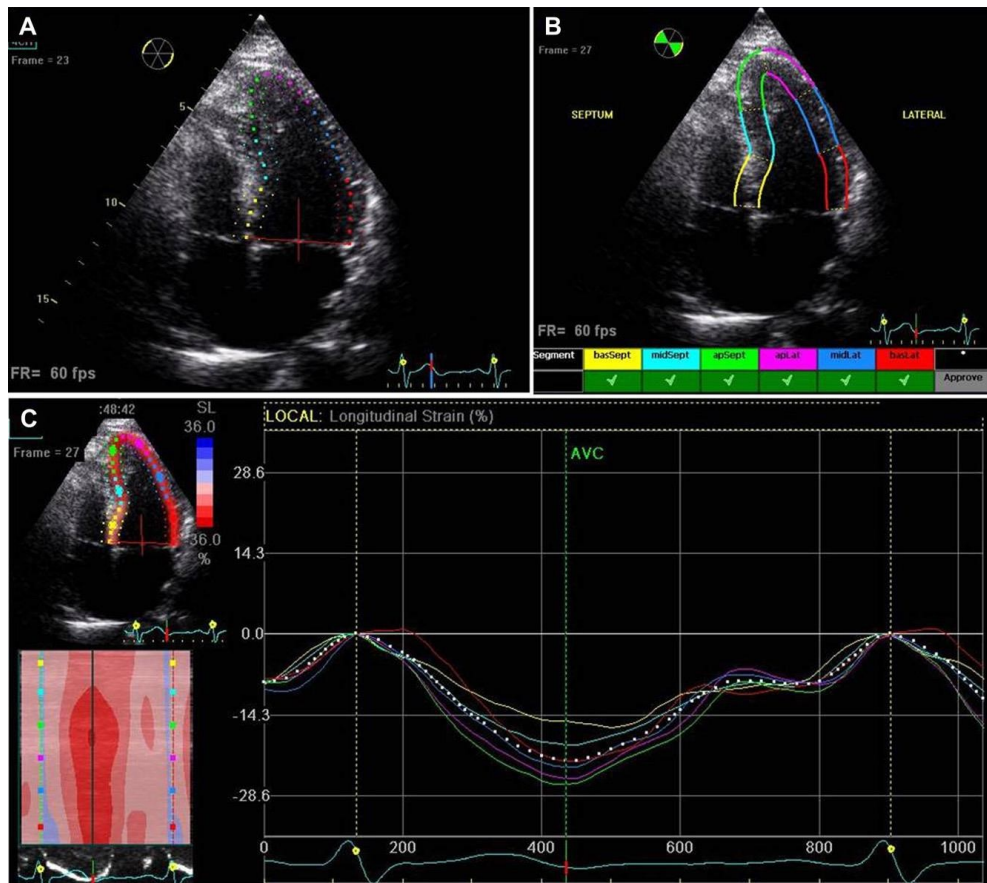 A
4CH
Frame = 23
5
10
15
FR= 60 fps
B
Frame = 27
SEPTUM
LATERAL
FR= 60 fps
Segment basSept midSept apSept apLat midLat basLat
Approve
C
:48:42
SL
36.0
Frame = 27
36.0
%
LOCAL: Longitudinal Strain (%)
AVC
28.6
14.3
0.0
-14.3
-28.6
0 200 400 600 800 1000